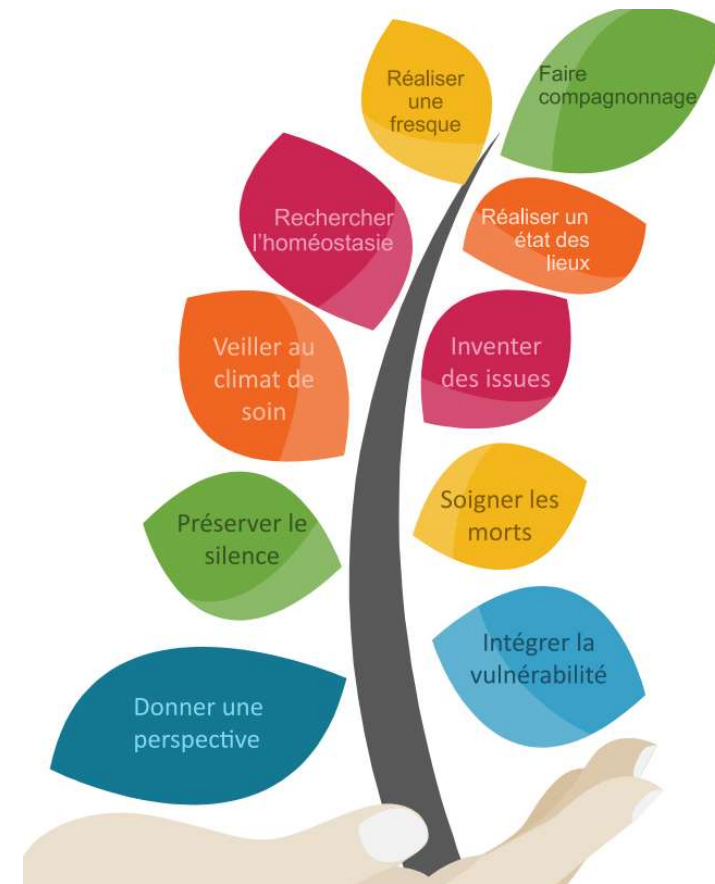 Réaliser
une
fresque
Faire
compagnonnage
Rechercher
l'homéostasie
Réaliser un
état des
lieux
Veiller au
climat de
soin
Inventer
des issues
Préserver le
silence
Soigner les
morts
Donner une
perspective
Intégrer la
vulnérabilité